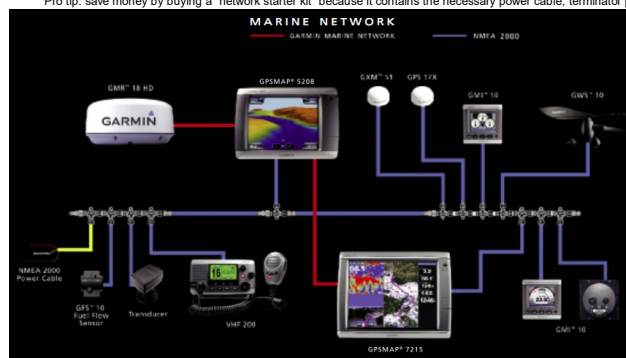 Pro tip: save money by buying a "network starter kit" because it contains the necessary power cable, terminator
MARINE NETWORK
GARMIN MARINE NETWORK
NMEA 2000
GMR™ 18 HD
GPSMAP® 5208
GXM™ 51
GPS 17X
GMI™ 10
GWS™ 10
GARMIN
NMEA 2000
Power Cable
GFS™ 10
Fuel Flow
Sensor
Transducer
16
VHF 200
GPSMAP® 7215
GMI™ 10